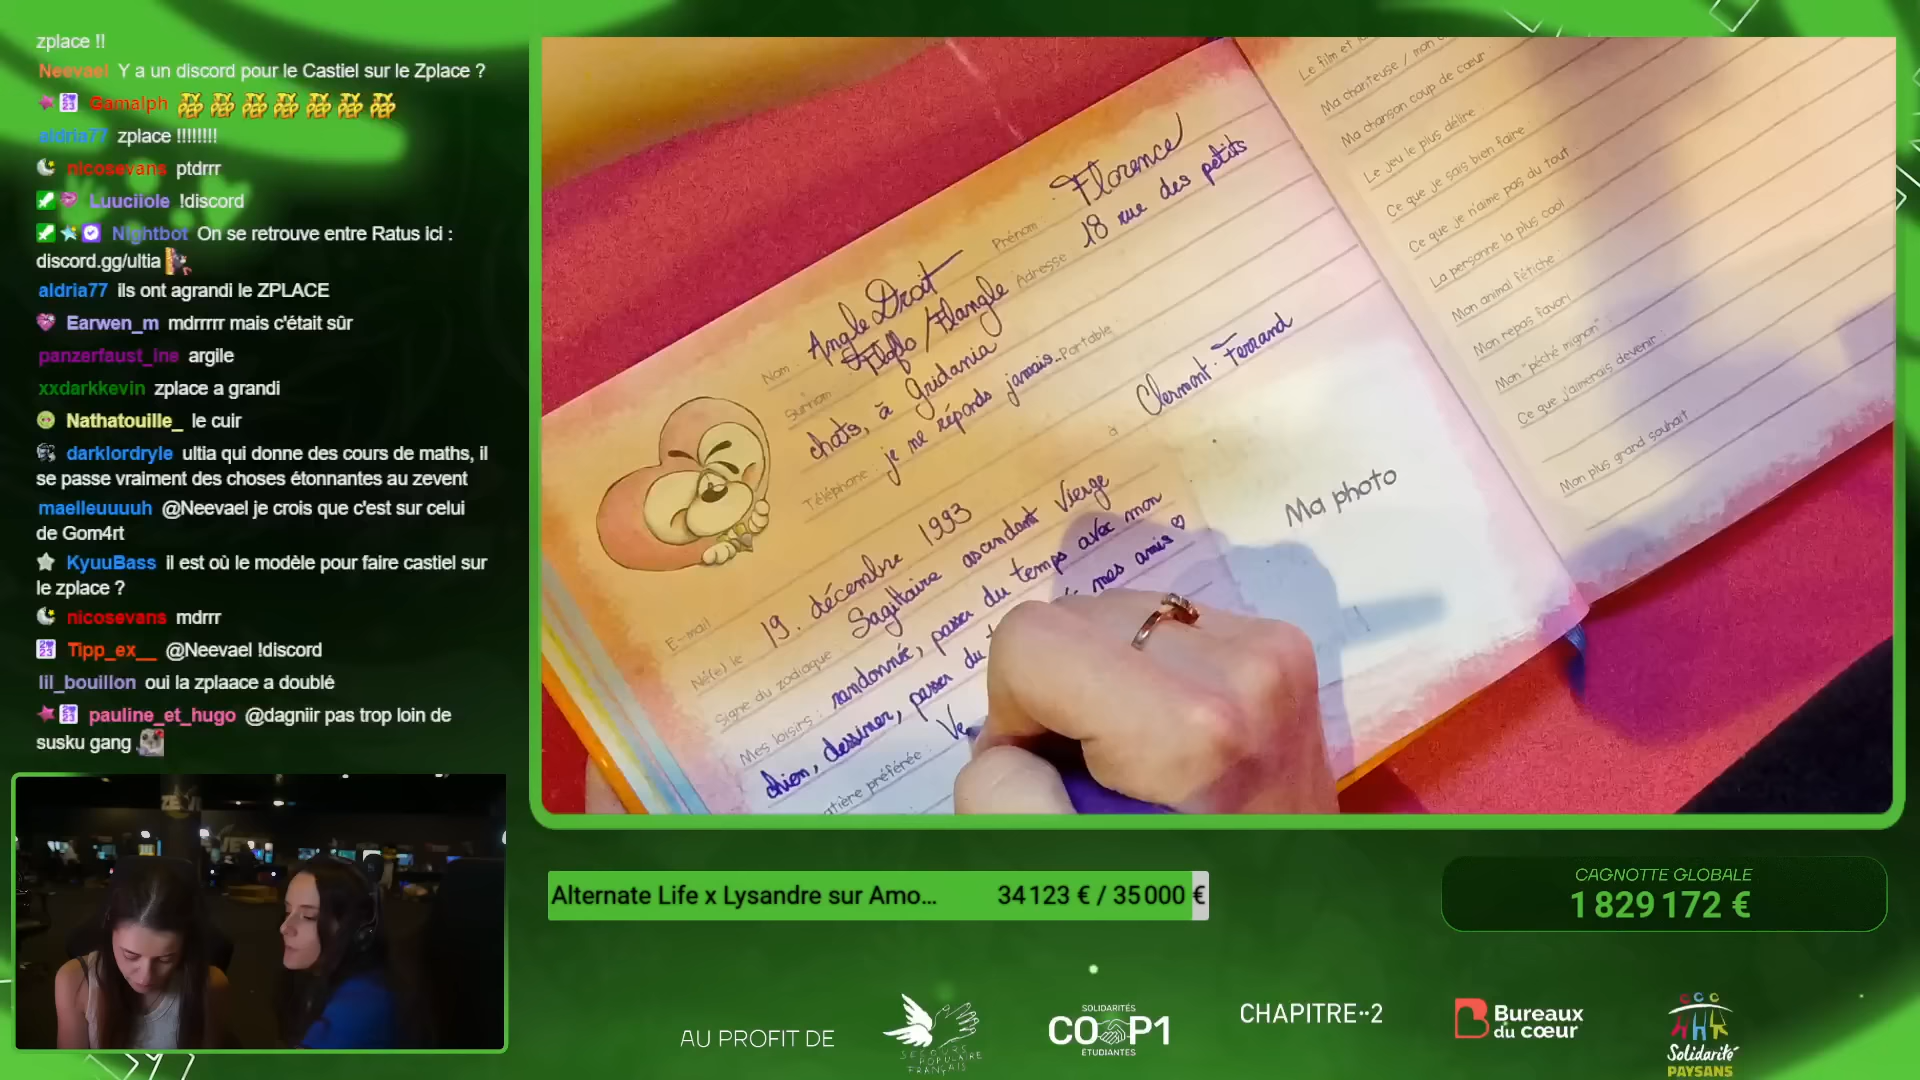 zplace !!
Neevael Y a un discord pour le Castiel sur le Zplace ?
Gamalph
aldria77 zplace !!!!!!!!
nicosevans ptdrrr
Luuciiole !discord
Nightbot On se retrouve entre Ratus ici :
discord.gg/ultia
aldria77 ils ont agrandi le ZPLACE
Earwen_m mdrrrrr mais c'était sûr
panzerfaust_ine argile
xxdarkkevin zplace a grandi
Nathatouille_ le cuir
darklordryle ultia qui donne des cours de maths, il
se passe vraiment des choses étonnantes au zevent
maelleuuuuh @Neevael je crois que c'est sur celui
de Gom4rt
KyuuBass il est où le modèle pour faire castiel sur
le zplace ?
nicosevans mdrrr
Tipp_ex__ @Neevael !discord
lil_bouillon oui la zplaace a doublé
pauline_et_hugo @dagniir pas trop loin de
susku gang
Nom : Angle Droit Prénom : Florence
Surnom Floflo / Flangle Adresse 18 rue des petits
chats, à Gridania
Téléphone : je ne réponds jamais.. Portable :
E-mail
Né(e) le 19 décembre 1993 à Clermont-Ferrand
Signe du zodiaque : Sagittaire ascendant Vierge
Mes loisirs : randonnée, passer du temps avec mon
chien, dessiner, passer du mes amis ♡
atière préférée : Ve
Ma photo
Le film et
Ma chanteuse / mon
Ma chanson coup de cœur
Le jeu le plus délire
Ce que je sais bien faire :
Ce que je n'aime pas du tout :
La personne la plus cool
Mon animal fétiche :
Mon repas favori
Mon "péché mignon" :
Ce que j'aimerais devenir :
Mon plus grand souhait
Alternate Life x Lysandre sur Amo... 34 123 € / 35 000 €
CAGNOTTE GLOBALE
1 829 172 €
AU PROFIT DE
SECOURS
POPULAIRE
FRANÇAIS
SOLIDARITÉS
CO P1
ÉTUDIANTES
CHAPITRE··2
Bureaux
du cœur
Solidarité
PAYSANS